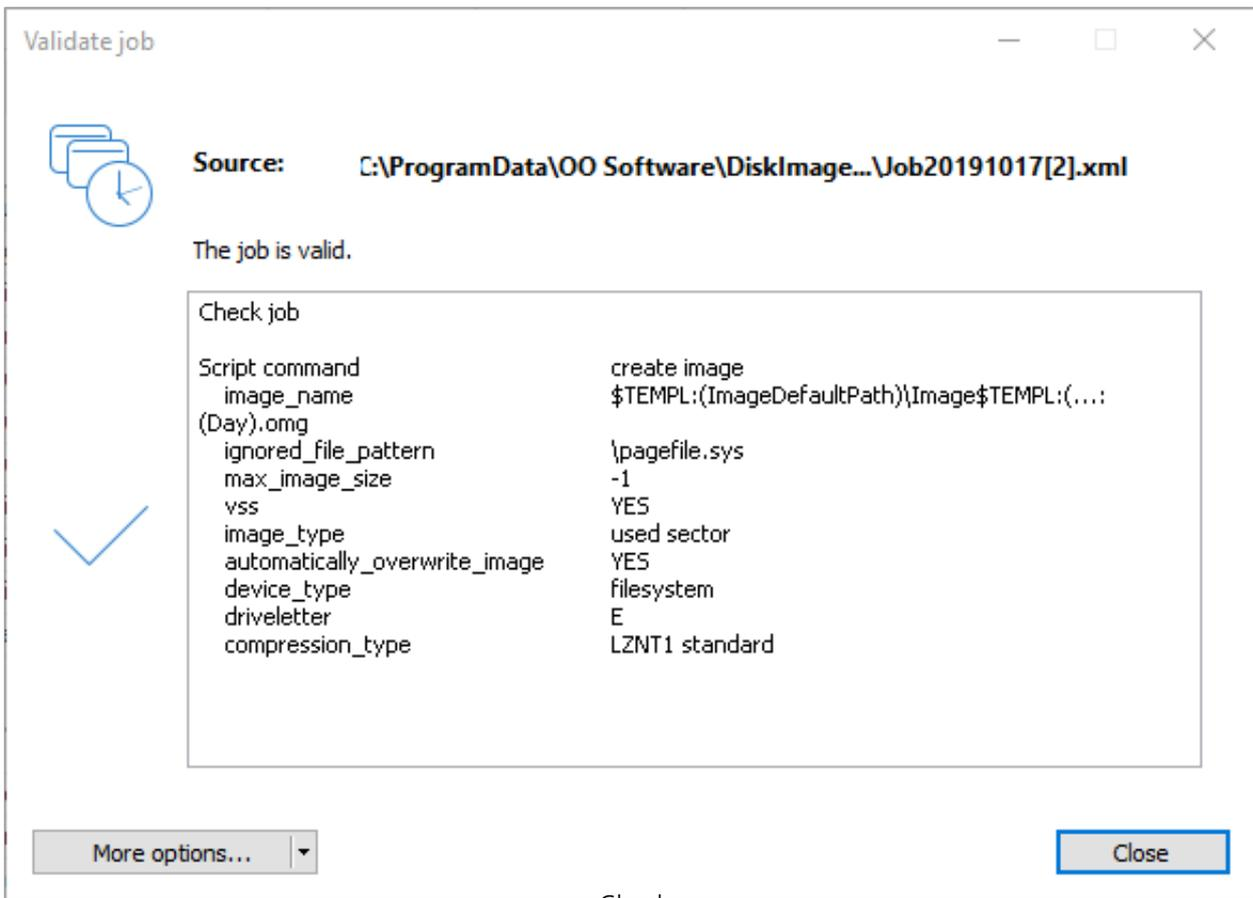 Validate job
Source: C:\ProgramData\OO Software\DiskImage...\Job20191017[2].xml
The job is valid.
Check job
Script command create image
image_name $TEMPL:(ImageDefaultPath)\Image$TEMPL:(...:
(Day).omg
ignored_file_pattern \pagefile.sys
max_image_size -1
vss YES
image_type used sector
automatically_overwrite_image YES
device_type filesystem
driveletter E
compression_type LZNT1 standard
More options... Close